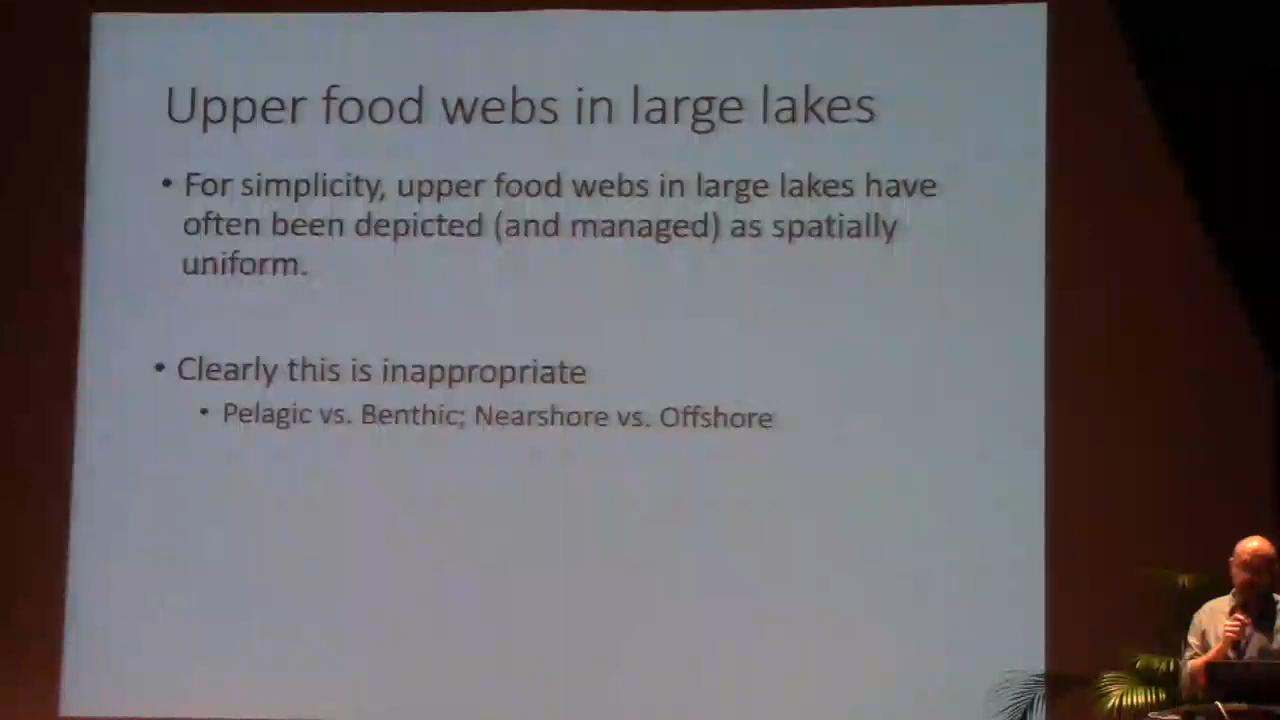 Upper food webs in large lakes
• For simplicity, upper food webs in large lakes have
often been depicted (and managed) as spatially
uniform.
• Clearly this is inappropriate
• Pelagic vs. Benthic; Nearshore vs. Offshore